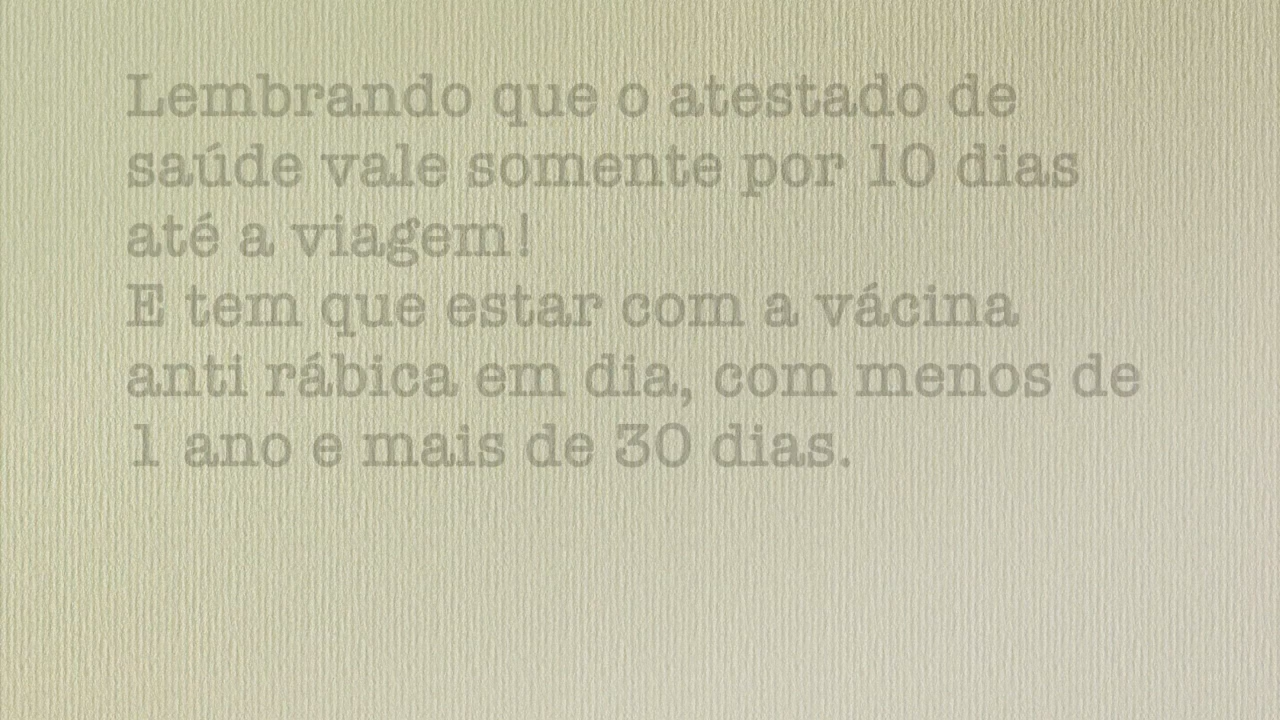 Lembrando que o atestado de
saúde vale somente por 10 dias
até a viagem!
E tem que estar com a vácina
anti rábica em dia, com menos de
1 ano e mais de 30 dias.